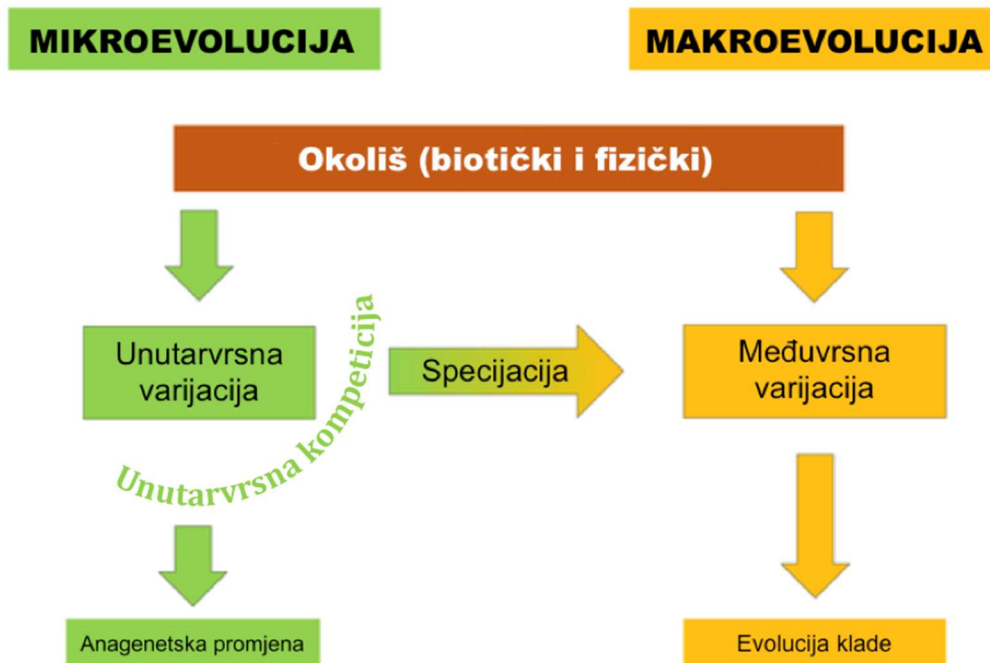 MIKROEVOLUCIJA
MAKROEVOLUCIJA
Okoliš (biotički i fizički)
Unutarvrsna
varijacija
Unutarvrsna kompeticija
Specijacija
Međuvrsna
varijacija
Anagenetska promjena
Evolucija klade